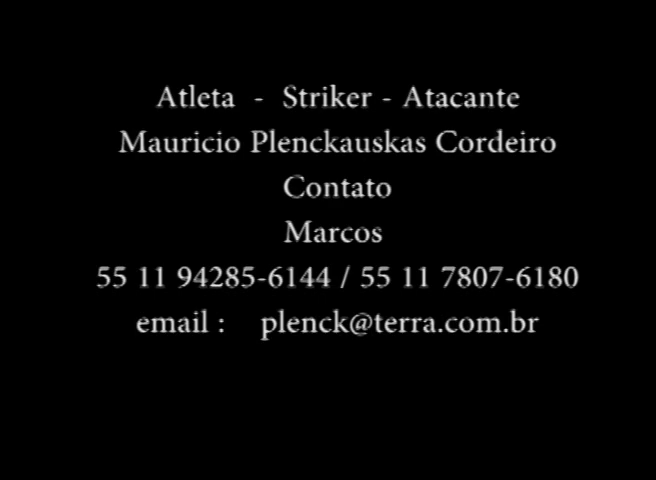 Atleta - Striker - Atacante
Mauricio Plenckauskas Cordeiro
Contato
Marcos
55 11 94285-6144 / 55 11 7807-6180
email : plenck@terra.com.br